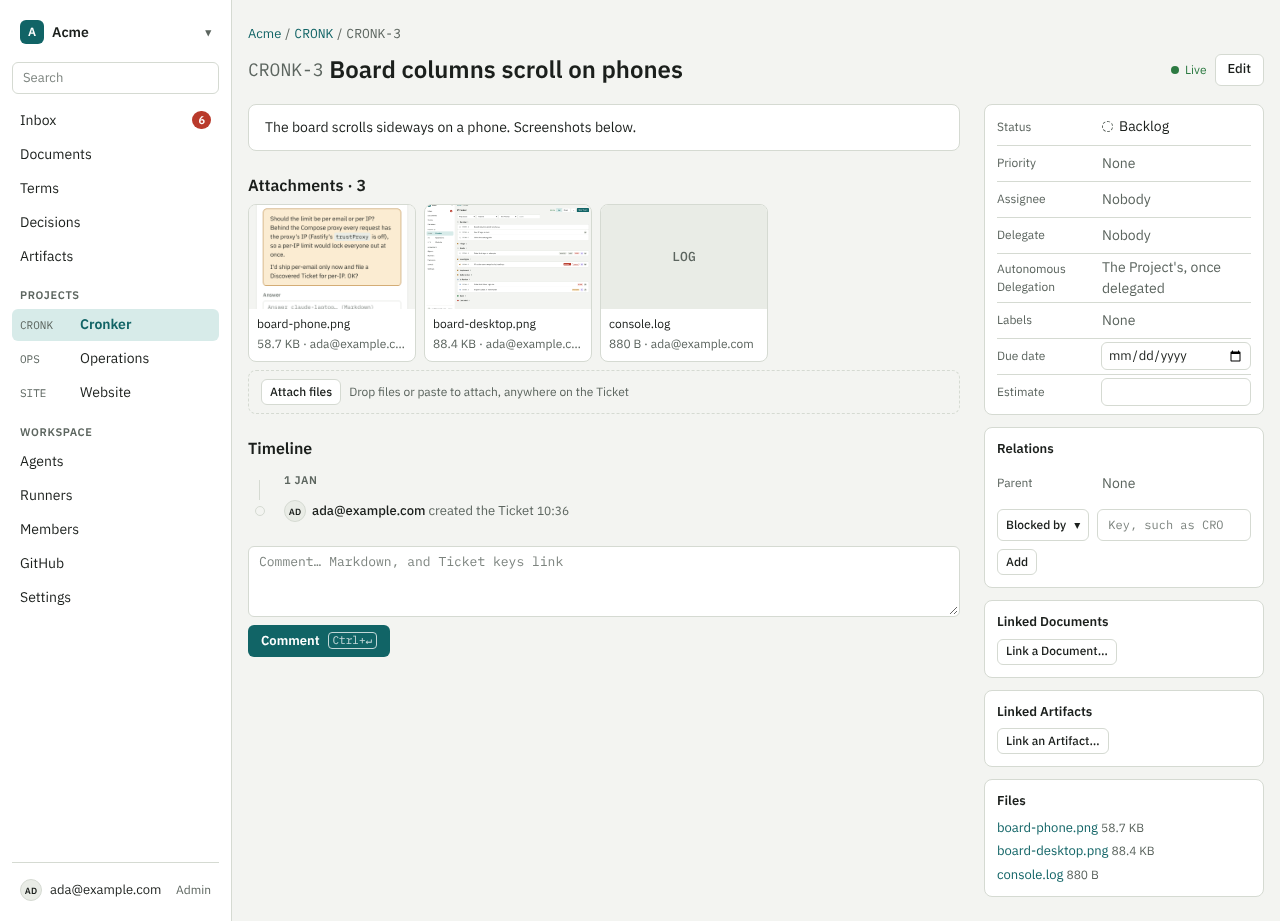 A Acme ▾
Search
Inbox 6
Documents
Terms
Decisions
Artifacts
PROJECTS
CRONK Cronker
OPS Operations
SITE Website
WORKSPACE
Agents
Runners
Members
GitHub
Settings
AD ada@example.com Admin
Acme / CRONK / CRONK-3
CRONK-3 Board columns scroll on phones
Live Edit
The board scrolls sideways on a phone. Screenshots below.
Attachments · 3
Should the limit be per email or per IP?
Behind the Compose proxy every request has
the proxy's IP (Fastify's trustProxy is off),
so a per-IP limit would lock everyone out at
once.
I'd ship per-email only now and file a
Discovered Ticket for per-IP. OK?
Answer
Answer claude-laptop… (Markdown)
LOG
board-phone.png
58.7 KB · ada@example.c…
board-desktop.png
88.4 KB · ada@example.c…
console.log
880 B · ada@example.com
Attach files Drop files or paste to attach, anywhere on the Ticket
Timeline
1 JAN
AD ada@example.com created the Ticket 10:36
Comment… Markdown, and Ticket keys link
Comment Ctrl+↵
Status Backlog
Priority None
Assignee Nobody
Delegate Nobody
Autonomous Delegation The Project's, once delegated
Labels None
Due date mm/dd/yyyy
Estimate
Relations
Parent None
Blocked by ▾ Key, such as CRO
Add
Linked Documents
Link a Document…
Linked Artifacts
Link an Artifact…
Files
board-phone.png 58.7 KB
board-desktop.png 88.4 KB
console.log 880 B